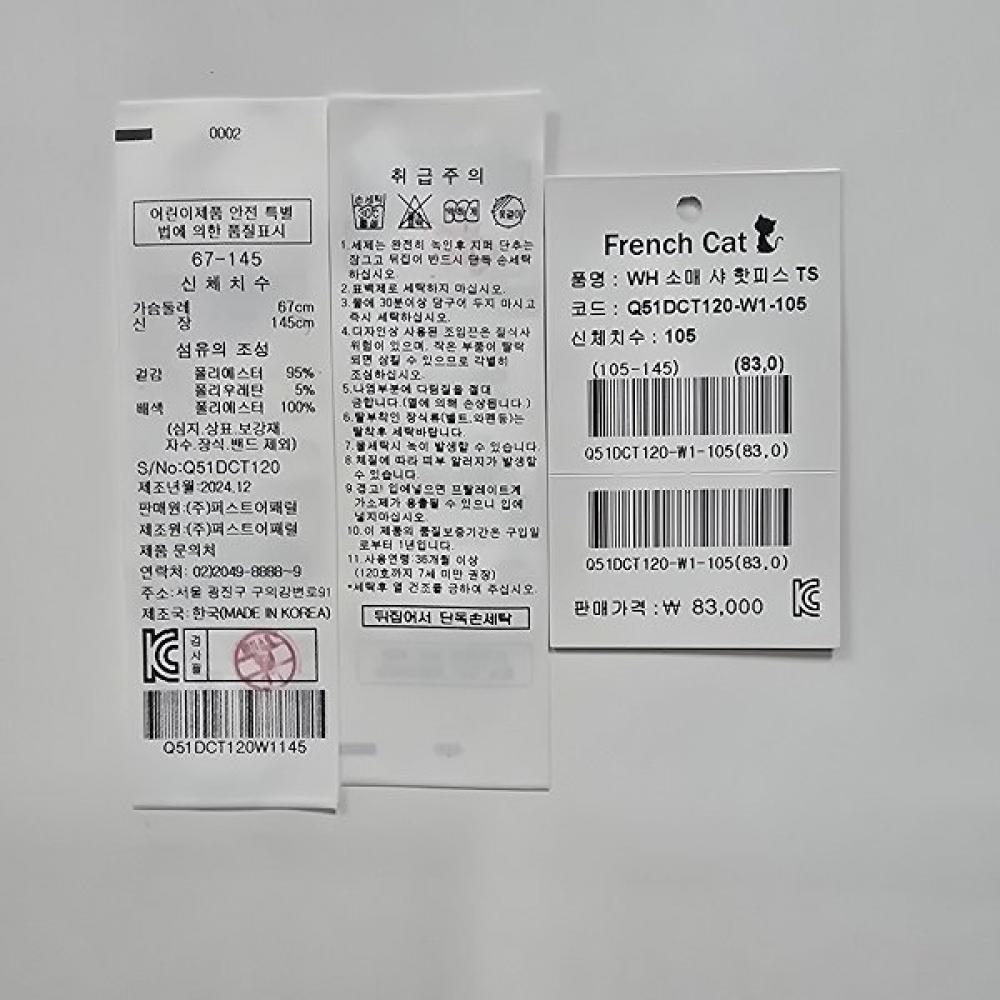 0002
어린이제품 안전 특별
법에 의한 품질표시
67-145
신 체 치 수
가슴둘레 67cm
신 장 145cm
섬유의 조성
겉감 폴리에스터 95%
폴리우레탄 5%
배색 폴리에스터 100%
(심지.상표.보강재
자수.장식.밴드 제외)
S/No:Q51DCT120
제조년월:2024.12
판매원:(주)퍼스트어패럴
제조원:(주)퍼스트어패럴
제품 문의처
연락처: 02)2049-8888~9
주소:서울 광진구 구의강변로91
제조국:한국(MADE IN KOREA)
검사필
Q51DCT120W1145
취 급 주 의
손세탁
30℃
중성
염소
표백
약하게
옷걸이
1.세제는 완전히 녹인후 지퍼 단추는
잠그고 뒤집어 반드시 단독 손세탁
하십시오
2.표백제로 세탁하지 마십시요.
3.물에 30분이상 담구어 두지 마시고
즉시 세탁하십시오.
4.디자인상 사용된 조임끈은 질식사
위험이 있으며, 작은 부품이 탈락
되면 삼킬 수 있으므로 각별히
조심하십시오.
5.나염부분에 다림질을 절대
금합니다.(열에 의해 손상됩니다.)
6.탈부착인 장식류(벨트,와펜등)는
탈착후 세탁바랍니다.
7.물세탁시 녹이 발생할 수 있습니다.
8.체질에 따라 피부 알러지가 발생할
수 있습니다.
9.경고! 입에넣으면 프탈레이트계
가소제가 용출될 수 있으니 입에
넣지마십시오.
10.이 제품의 품질보증기간은 구입일
로부터 1년입니다.
11.사용연령:36개월 이상
(120호까지 7세 미만 권장)
*세탁후 열 건조를 금하여 주십시오.
뒤집어서 단독손세탁
French Cat
품명 : WH 소매 샤 핫피스 TS
코드 : Q51DCT120-W1-105
신체치수 : 105
(105-145) (83,0)
Q51DCT120-W1-105(83,0)
Q51DCT120-W1-105(83,0)
판매가격 :₩ 83,000